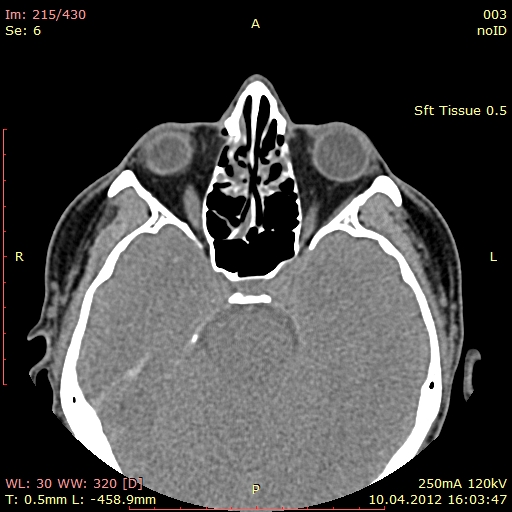 Im: 215/430
Se: 6
A
003
noID
Sft Tissue 0.5
R
L
WL: 30 WW: 320 [D]
T: 0.5mm L: -458.9mm
P
250mA 120kV
10.04.2012 16:03:47